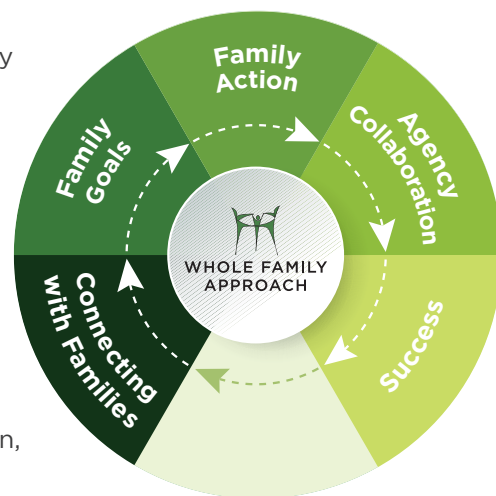 y
Family
Action
Agency
Collaboration
Family
Goals
WHOLE FAMILY
APPROACH
Connecting
with Families
Success
n,